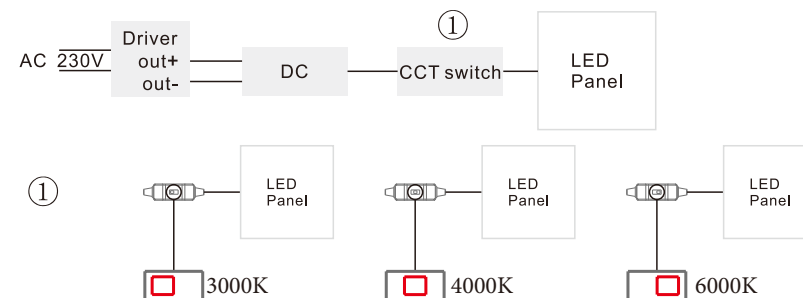 ①
Driver
AC 230V
out+
out-
DC
CCT switch
LED
Panel
①
LED
Panel
LED
Panel
LED
Panel
3000K
4000K
6000K